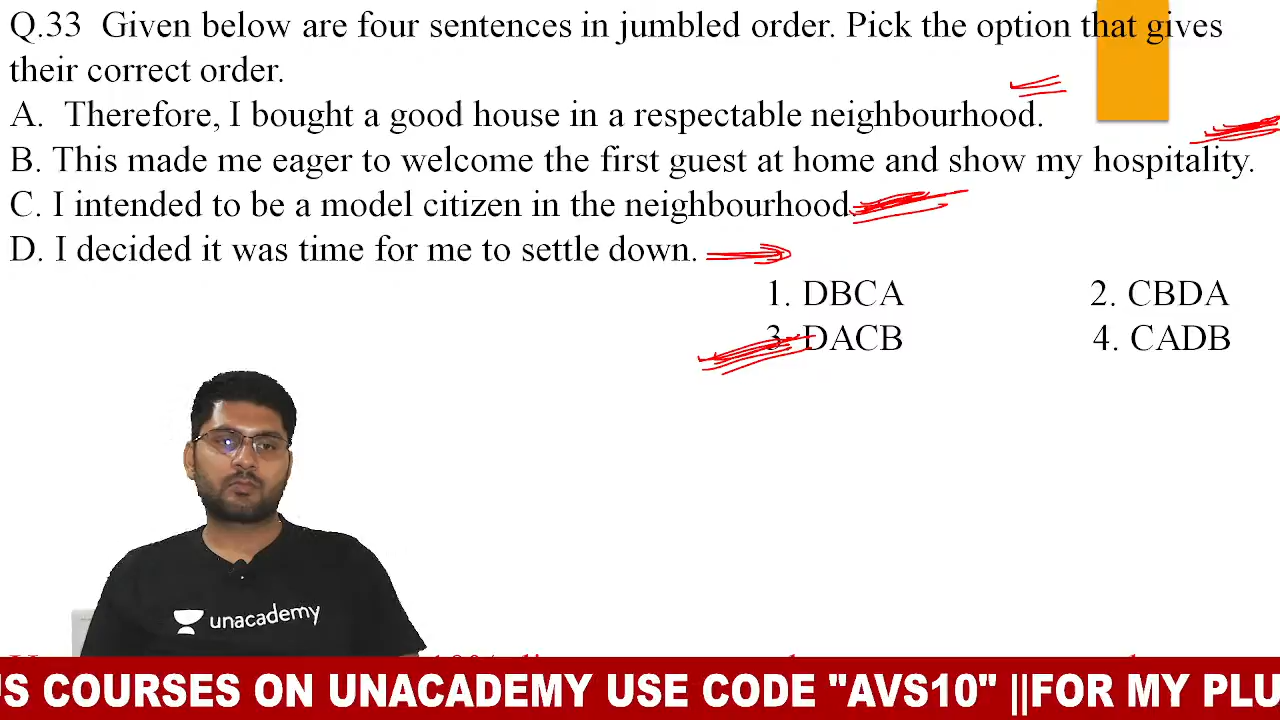 Q.33 Given below are four sentences in jumbled order. Pick the option that gives
their correct order.
A. Therefore, I bought a good house in a respectable neighbourhood.
B. This made me eager to welcome the first guest at home and show my hospitality.
C. I intended to be a model citizen in the neighbourhood.
D. I decided it was time for me to settle down.
1. DBCA 2. CBDA
3. DACB 4. CADB
unacademy
US COURSES ON UNACADEMY USE CODE "AVS10" ||FOR MY PLU